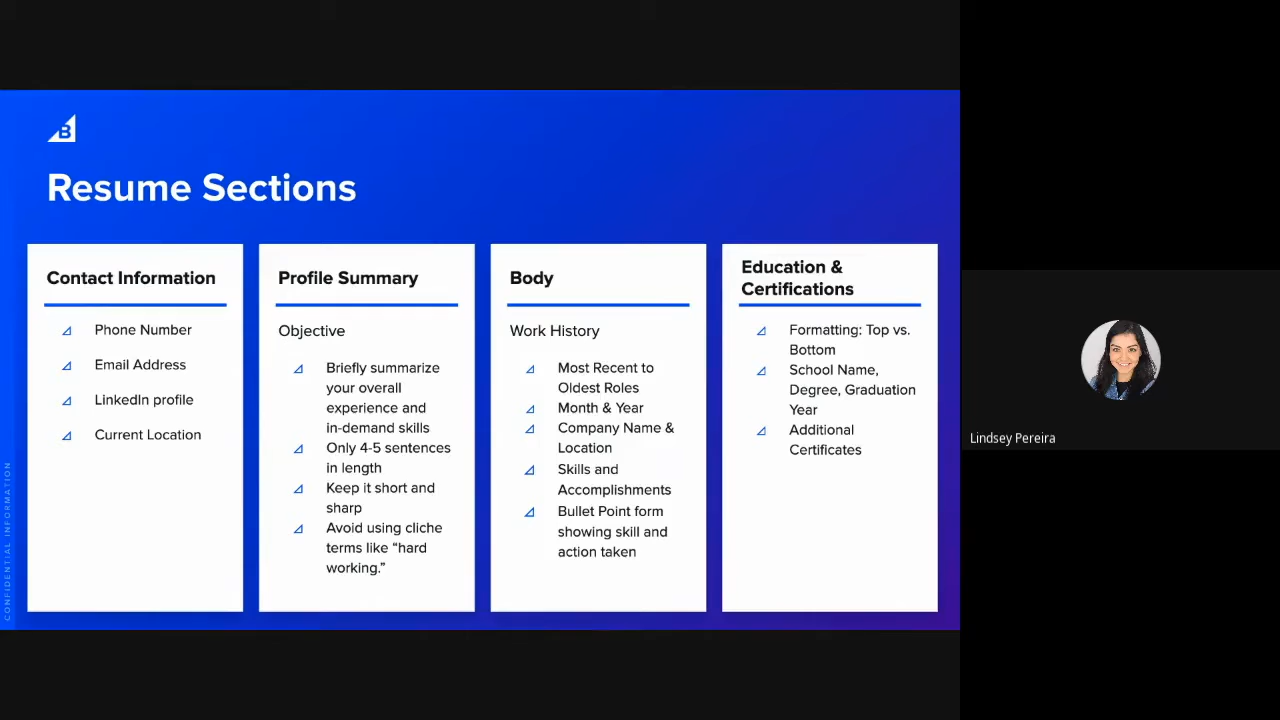 B
Resume Sections
Contact Information
Phone Number
Email Address
LinkedIn profile
Current Location
Profile Summary
Objective
Briefly summarize
your overall
experience and
in-demand skills
Only 4-5 sentences
in length
Keep it short and
sharp
Avoid using cliche
terms like “hard
working.”
Body
Work History
Most Recent to
Oldest Roles
Month & Year
Company Name &
Location
Skills and
Accomplishments
Bullet Point form
showing skill and
action taken
Education &
Certifications
Formatting: Top vs.
Bottom
School Name,
Degree, Graduation
Year
Additional
Certificates
CONFIDENTIAL INFORMATION
Lindsey Pereira